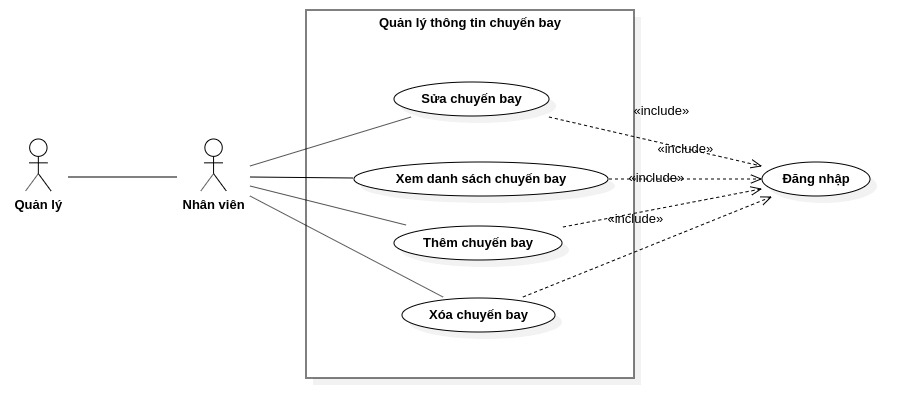 Quản lý thông tin chuyến bay
Sửa chuyến bay
«include»
«include»
Xem danh sách chuyến bay
«include»
Đăng nhập
Quản lý
Nhân viên
«include»
Thêm chuyến bay
Xóa chuyến bay